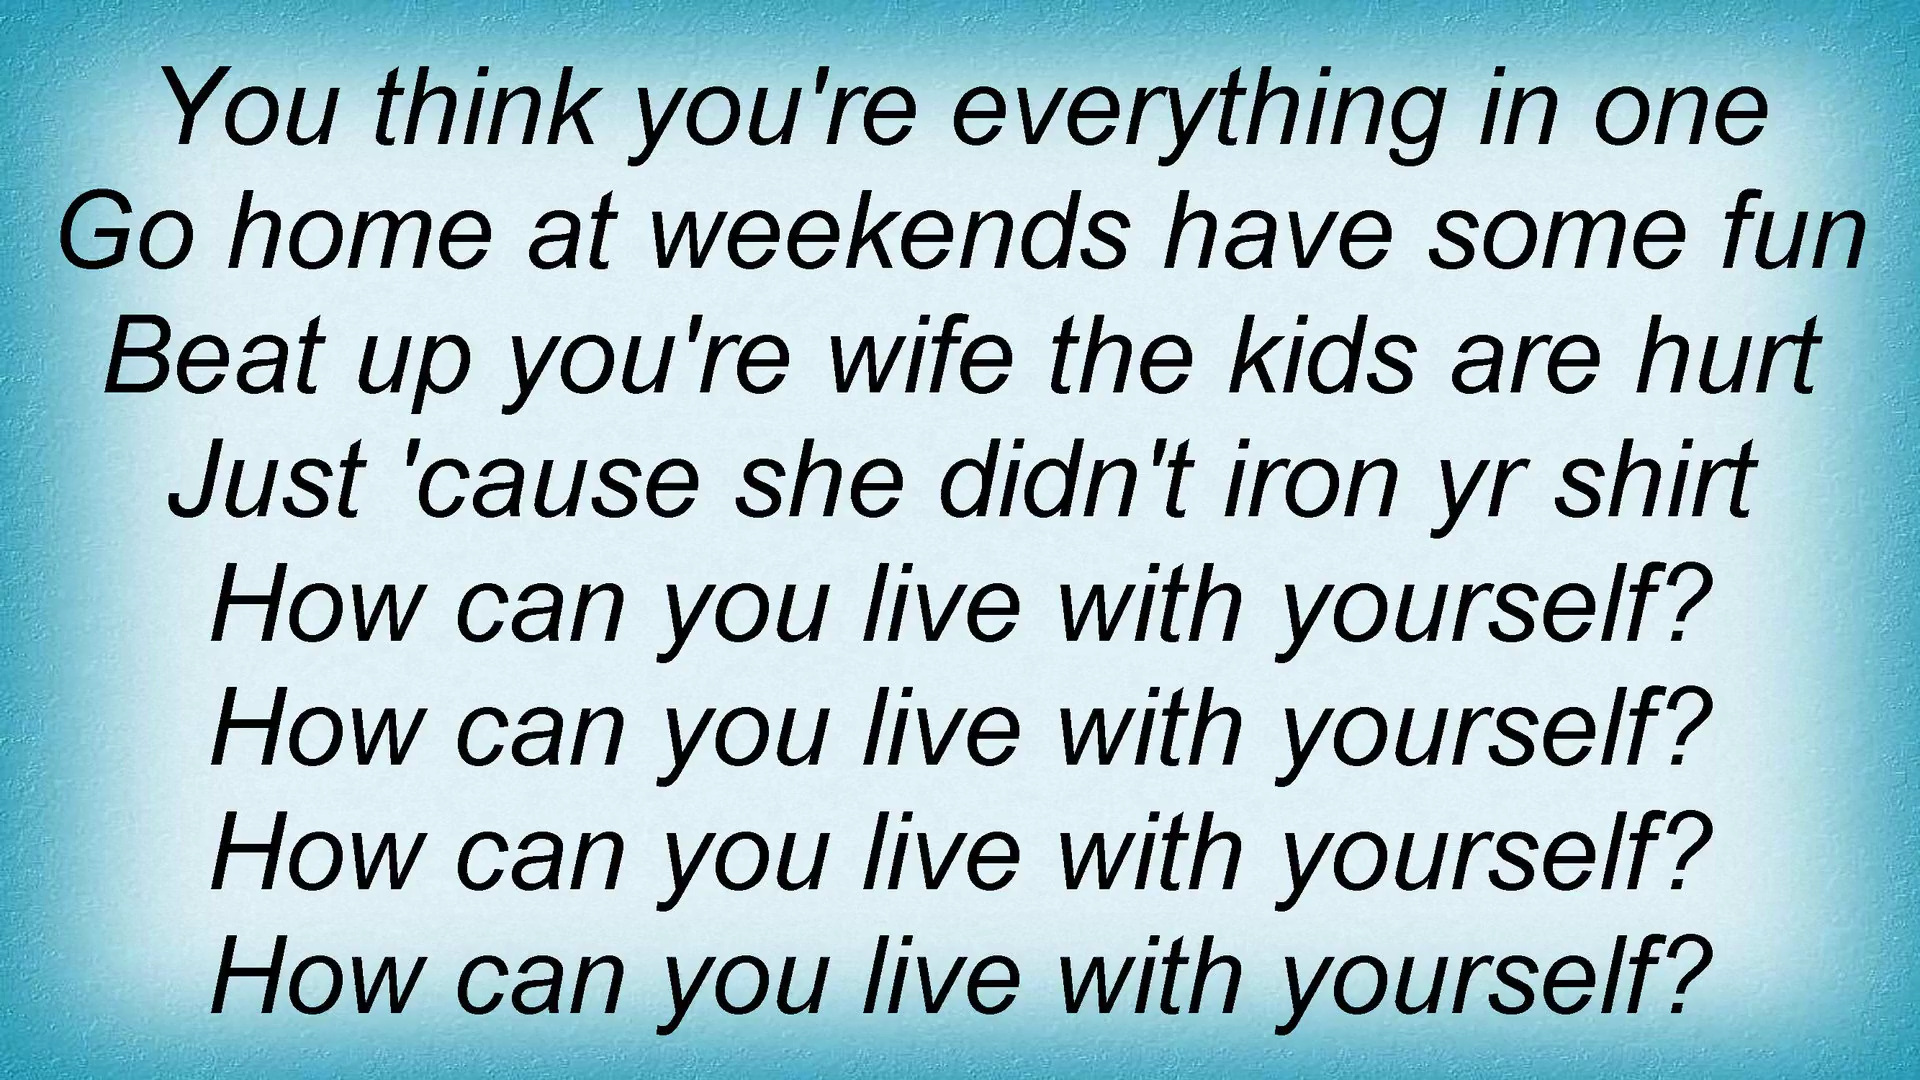 You think you're everything in one
Go home at weekends have some fun
Beat up you're wife the kids are hurt
Just 'cause she didn't iron yr shirt
How can you live with yourself?
How can you live with yourself?
How can you live with yourself?
How can you live with yourself?